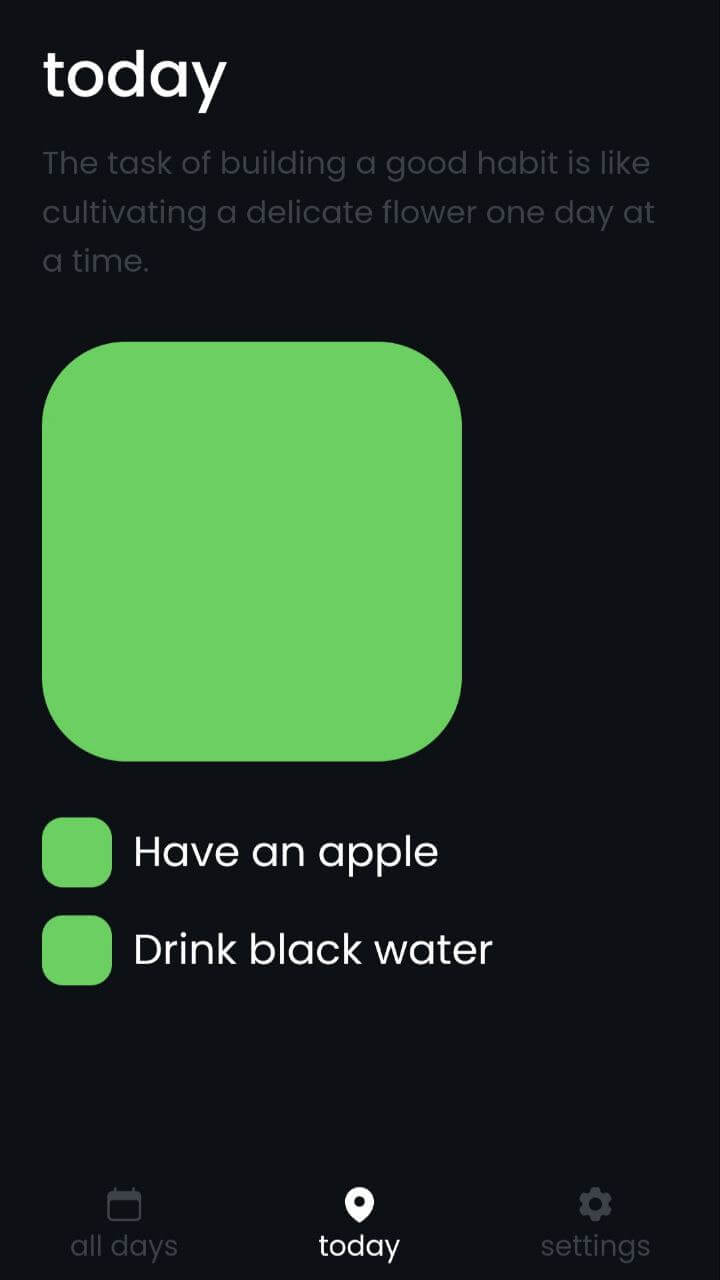 today
The task of building a good habit is like
cultivating a delicate flower one day at
a time.
Have an apple
Drink black water
all days
today
settings